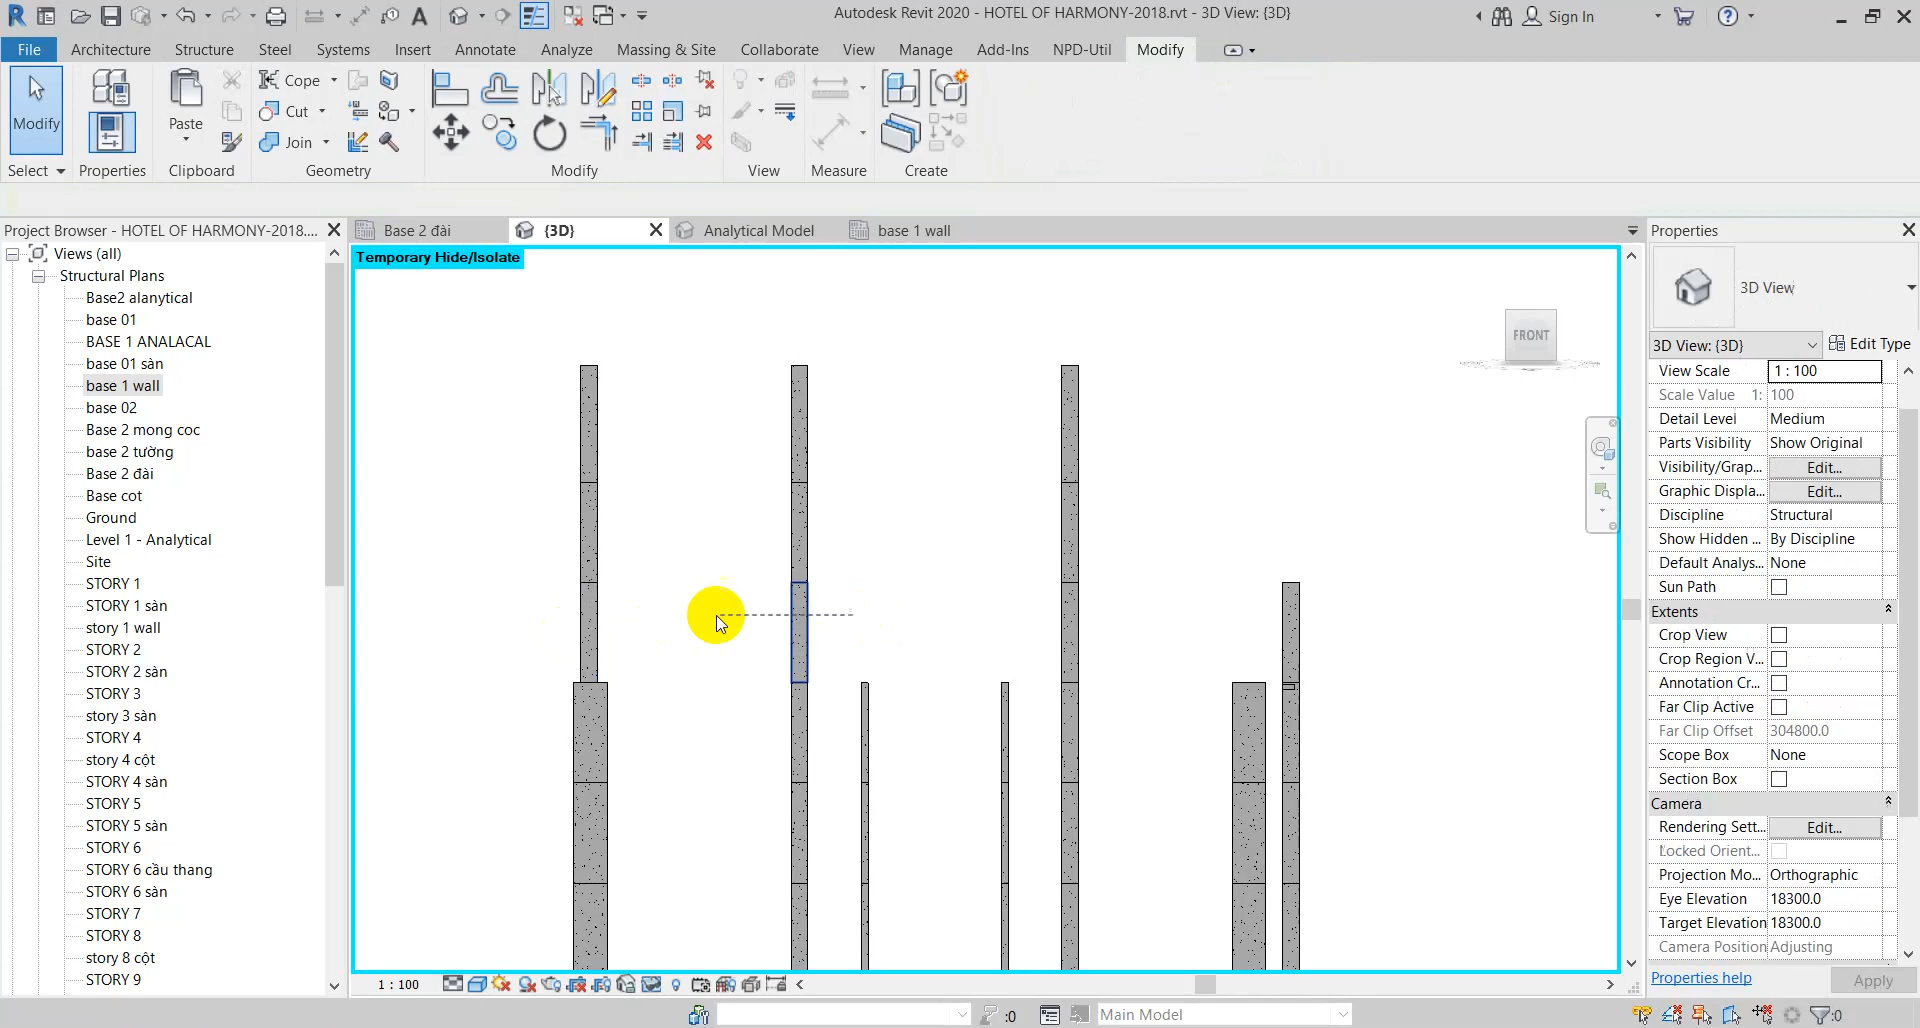 Autodesk Revit 2020 - HOTEL OF HARMONY-2018.rvt - 3D View: {3D}
Sign In
File Architecture Structure Steel Systems Insert Annotate Analyze Massing & Site Collaborate View Manage Add-Ins NPD-Util Modify
Modify
Paste
Cope
Cut
Join
Select Properties Clipboard Geometry Modify View Measure Create
Project Browser - HOTEL OF HARMONY-2018....
Views (all)
Structural Plans
Base2 alanytical
base 01
BASE 1 ANALACAL
base 01 sàn
base 1 wall
base 02
Base 2 mong coc
base 2 tường
Base 2 đài
Base cot
Ground
Level 1 - Analytical
Site
STORY 1
STORY 1 sàn
story 1 wall
STORY 2
STORY 2 sàn
STORY 3
story 3 sàn
STORY 4
story 4 cột
STORY 4 sàn
STORY 5
STORY 5 sàn
STORY 6
STORY 6 cầu thang
STORY 6 sàn
STORY 7
STORY 8
story 8 cột
STORY 9
Base 2 đài {3D} Analytical Model base 1 wall
Temporary Hide/Isolate
FRONT
1 : 100
:0
Main Model
:0
Properties
3D View
3D View: {3D} Edit Type
View Scale 1 : 100
Scale Value 1: 100
Detail Level Medium
Parts Visibility Show Original
Visibility/Grap... Edit...
Graphic Displa... Edit...
Discipline Structural
Show Hidden ... By Discipline
Default Analys... None
Sun Path
Extents
Crop View
Crop Region V...
Annotation Cr...
Far Clip Active
Far Clip Offset 304800.0
Scope Box None
Section Box
Camera
Rendering Sett... Edit...
Locked Orient...
Projection Mo... Orthographic
Eye Elevation 18300.0
Target Elevation 18300.0
Camera Position Adjusting
Properties help Apply